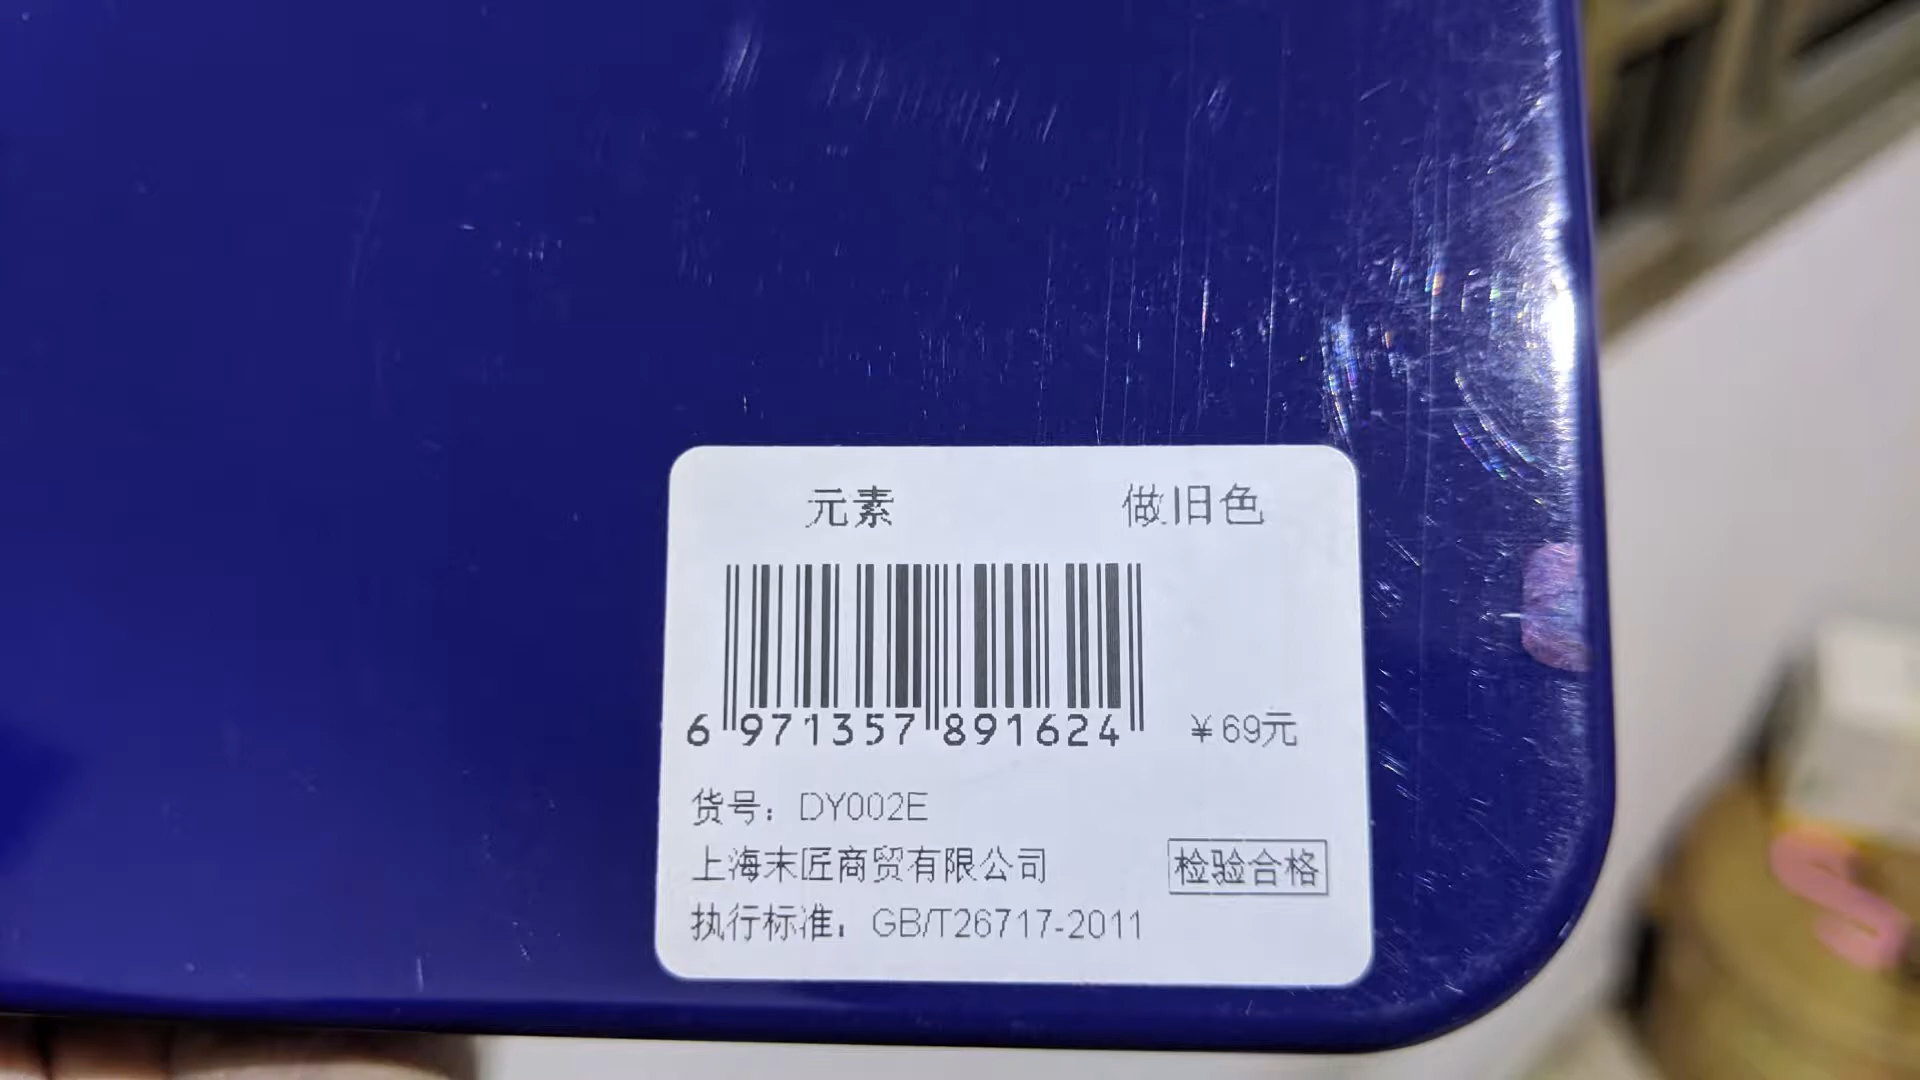 元素 做旧色
6 971357 891624 ￥69元
货号：DY002E
上海末匠商贸有限公司 检验合格
执行标准：GB/T26717-2011